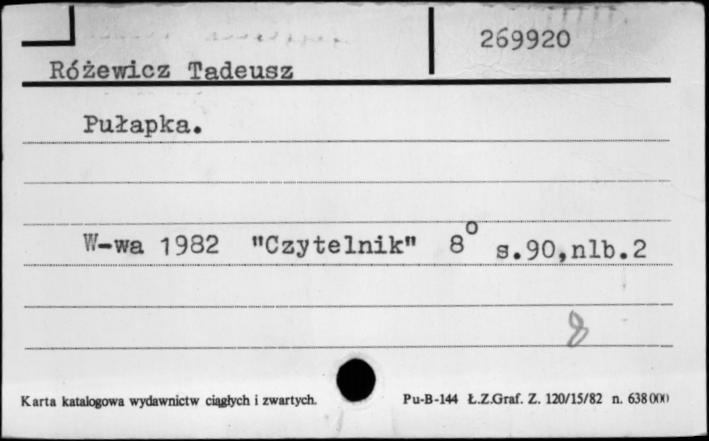 269920
Różewicz Tadeusz
Pułapka.
W-wa 1982 "Czytelnik" 8° s.90,nlb.2
8
Karta katalogowa wydawnictw ciągłych i zwartych. Pu-B-144 Ł.Z.Graf. Z. 120/15/82 n. 638000